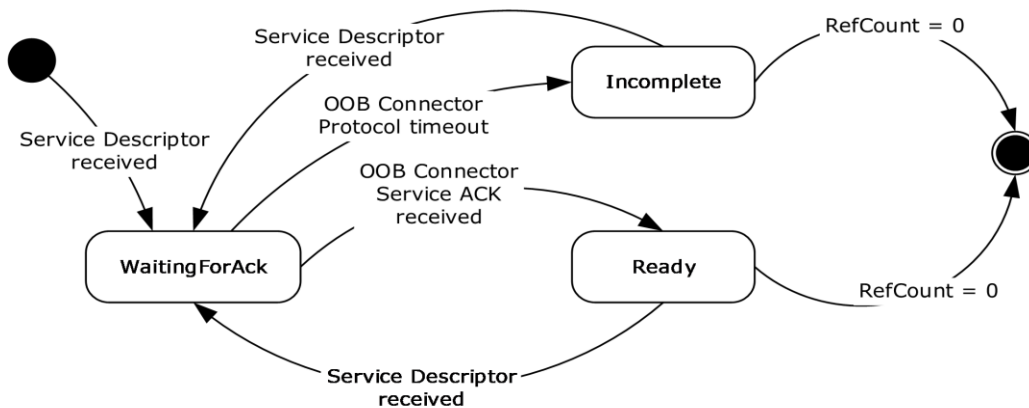 Service Descriptor
received
RefCount = 0
Incomplete
OOB Connector
Protocol timeout
Service Descriptor
received
OOB Connector
Service ACK
received
WaitingForAck
Ready
RefCount = 0
Service Descriptor
received